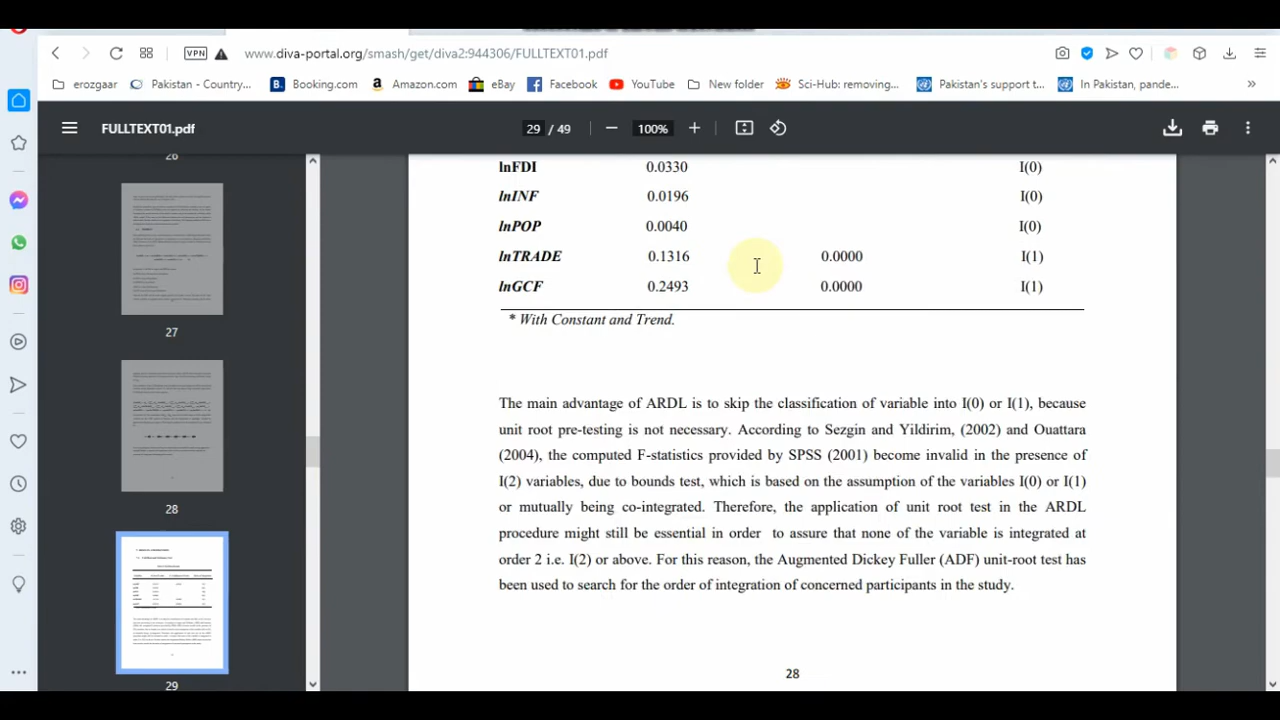 VPN www.diva-portal.org/smash/get/diva2:944306/FULLTEXT01.pdf
erozgaar Pakistan - Country... Booking.com Amazon.com eBay Facebook YouTube New folder Sci-Hub: removing... Pakistan's support t... In Pakistan, pande...
FULLTEXT01.pdf 29 / 49 100%
26
27
28
29
lnFDI 0.0330 I(0)
lnINF 0.0196 I(0)
lnPOP 0.0040 I(0)
lnTRADE 0.1316 0.0000 I(1)
lnGCF 0.2493 0.0000 I(1)
* With Constant and Trend.
The main advantage of ARDL is to skip the classification of variable into I(0) or I(1), because
unit root pre-testing is not necessary. According to Sezgin and Yildirim, (2002) and Ouattara
(2004), the computed F-statistics provided by SPSS (2001) become invalid in the presence of
I(2) variables, due to bounds test, which is based on the assumption of the variables I(0) or I(1)
or mutually being co-integrated. Therefore, the application of unit root test in the ARDL
procedure might still be essential in order to assure that none of the variable is integrated at
order 2 i.e. I(2) or above. For this reason, the Augmented Dickey Fuller (ADF) unit-root test has
been used to search for the order of integration of concerned participants in the study.
28